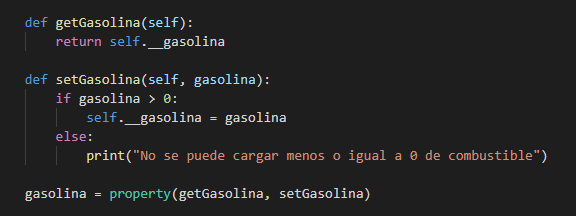 def getGasolina(self):
    return self.__gasolina

def setGasolina(self, gasolina):
    if gasolina > 0:
        self.__gasolina = gasolina
    else:
        print("No se puede cargar menos o igual a 0 de combustible")

gasolina = property(getGasolina, setGasolina)